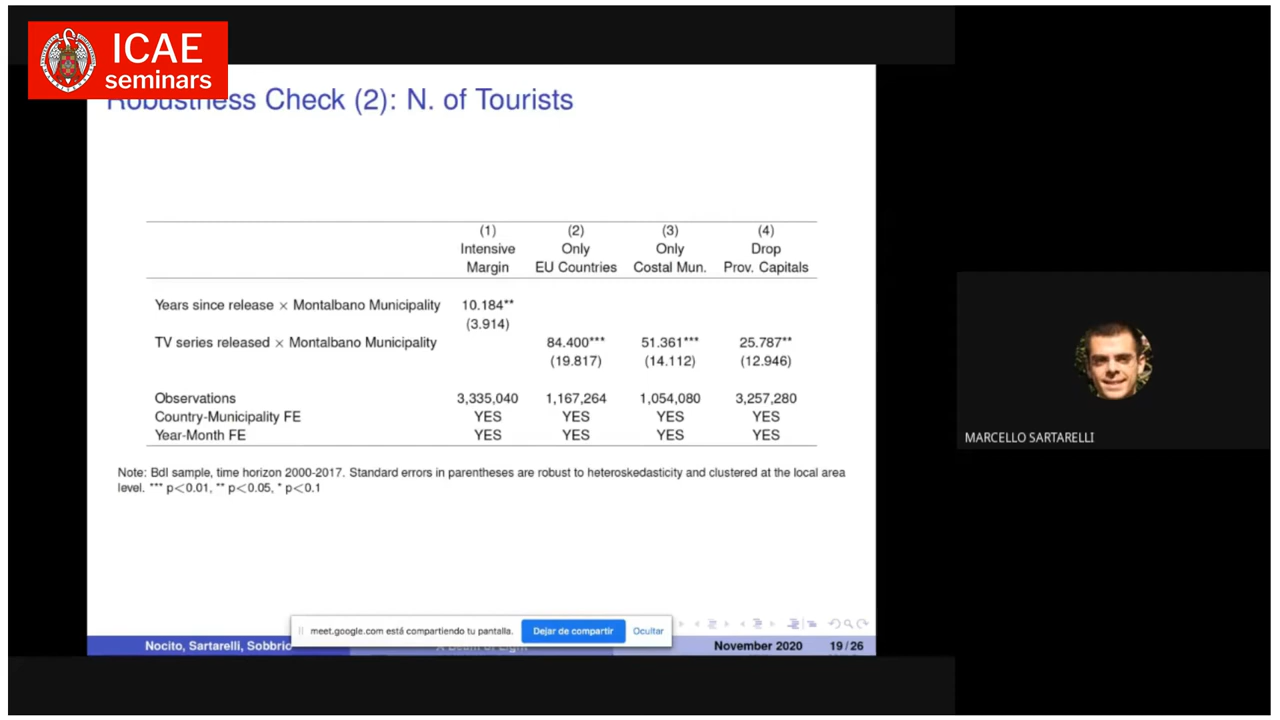 ICAE
seminars
Robustness Check (2): N. of Tourists
(1) (2) (3) (4)
Intensive Only Only Drop
Margin EU Countries Costal Mun. Prov. Capitals
Years since release × Montalbano Municipality 10.184**
(3.914)
TV series released × Montalbano Municipality 84.400*** 51.361*** 25.787**
(19.817) (14.112) (12.946)
Observations 3,335,040 1,167,264 1,054,080 3,257,280
Country-Municipality FE YES YES YES YES
Year-Month FE YES YES YES YES
Note: BdI sample, time horizon 2000-2017. Standard errors in parentheses are robust to heteroskedasticity and clustered at the local area
level. *** p<0.01, ** p<0.05, * p<0.1
MARCELLO SARTARELLI
meet.google.com está compartiendo tu pantalla. Dejar de compartir Ocultar
Nocito, Sartarelli, Sobbrio A Beam of Light November 2020 19/26